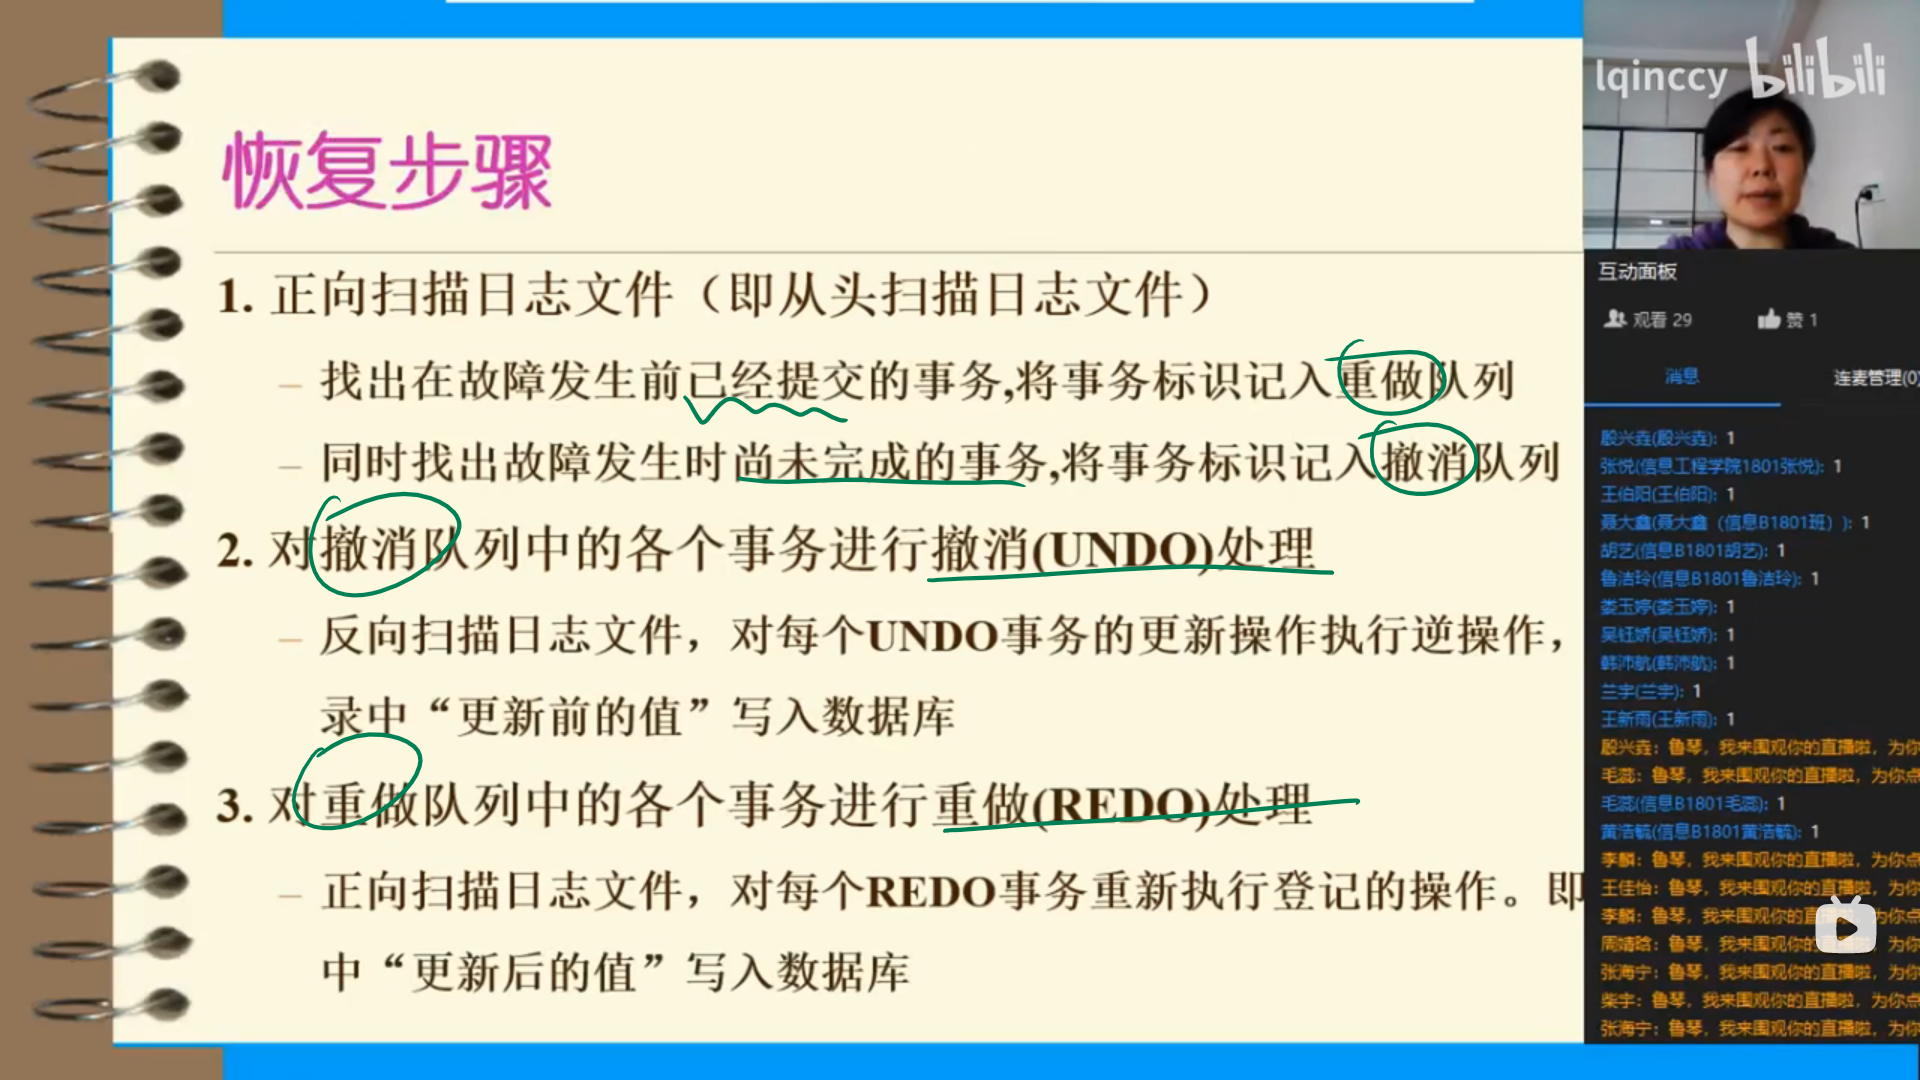 恢复步骤
1. 正向扫描日志文件（即从头扫描日志文件）
– 找出在故障发生前已经提交的事务,将事务标识记入重做队列
– 同时找出故障发生时尚未完成的事务,将事务标识记入撤消队列
2. 对撤消队列中的各个事务进行撤消(UNDO)处理
– 反向扫描日志文件，对每个UNDO事务的更新操作执行逆操作，
录中“更新前的值”写入数据库
3. 对重做队列中的各个事务进行重做(REDO)处理
– 正向扫描日志文件，对每个REDO事务重新执行登记的操作。即
中“更新后的值”写入数据库
lqinccy bilibili
互动面板
观看 29 赞 1
消息 连麦管理(0)
殷兴垚(殷兴垚): 1
张悦(信息工程学院1801张悦): 1
王伯阳(王伯阳): 1
聂大鑫(聂大鑫（信息B1801班）): 1
胡艺(信息B1801胡艺): 1
鲁洁玲(信息B1801鲁洁玲): 1
娄玉婷(娄玉婷): 1
吴钰娇(吴钰娇): 1
韩沛航(韩沛航): 1
兰宇(兰宇): 1
王新雨(王新雨): 1
殷兴垚: 鲁琴，我来围观你的直播啦，为你
毛蕊: 鲁琴，我来围观你的直播啦，为你点
毛蕊(信息B1801毛蕊): 1
黄浩毓(信息B1801黄浩毓): 1
李麟: 鲁琴，我来围观你的直播啦，为你点
王佳怡: 鲁琴，我来围观你的直播啦，为你
李麟: 鲁琴，我来围观你的直播啦，为你点
周婧晗: 鲁琴，我来围观你的直播啦，为你
张海宁: 鲁琴，我来围观你的直播啦，为你
柴宇: 鲁琴，我来围观你的直播啦，为你点
张海宁: 鲁琴，我来围观你的直播啦，为你